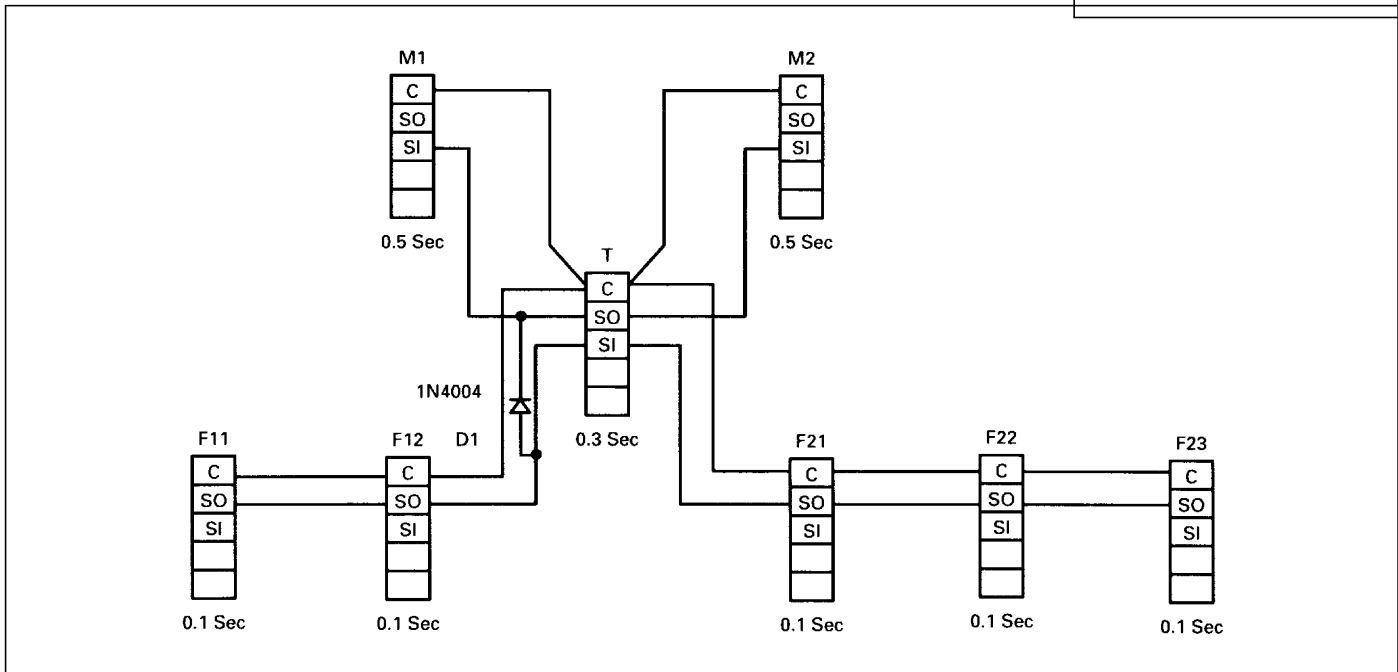 M1
C
SO
SI
0.5 Sec
M2
C
SO
SI
0.5 Sec
T
C
SO
SI
0.3 Sec
1N4004
D1
F11
C
SO
SI
0.1 Sec
F12
C
SO
SI
0.1 Sec
F21
C
SO
SI
0.1 Sec
F22
C
SO
SI
0.1 Sec
F23
C
SO
SI
0.1 Sec